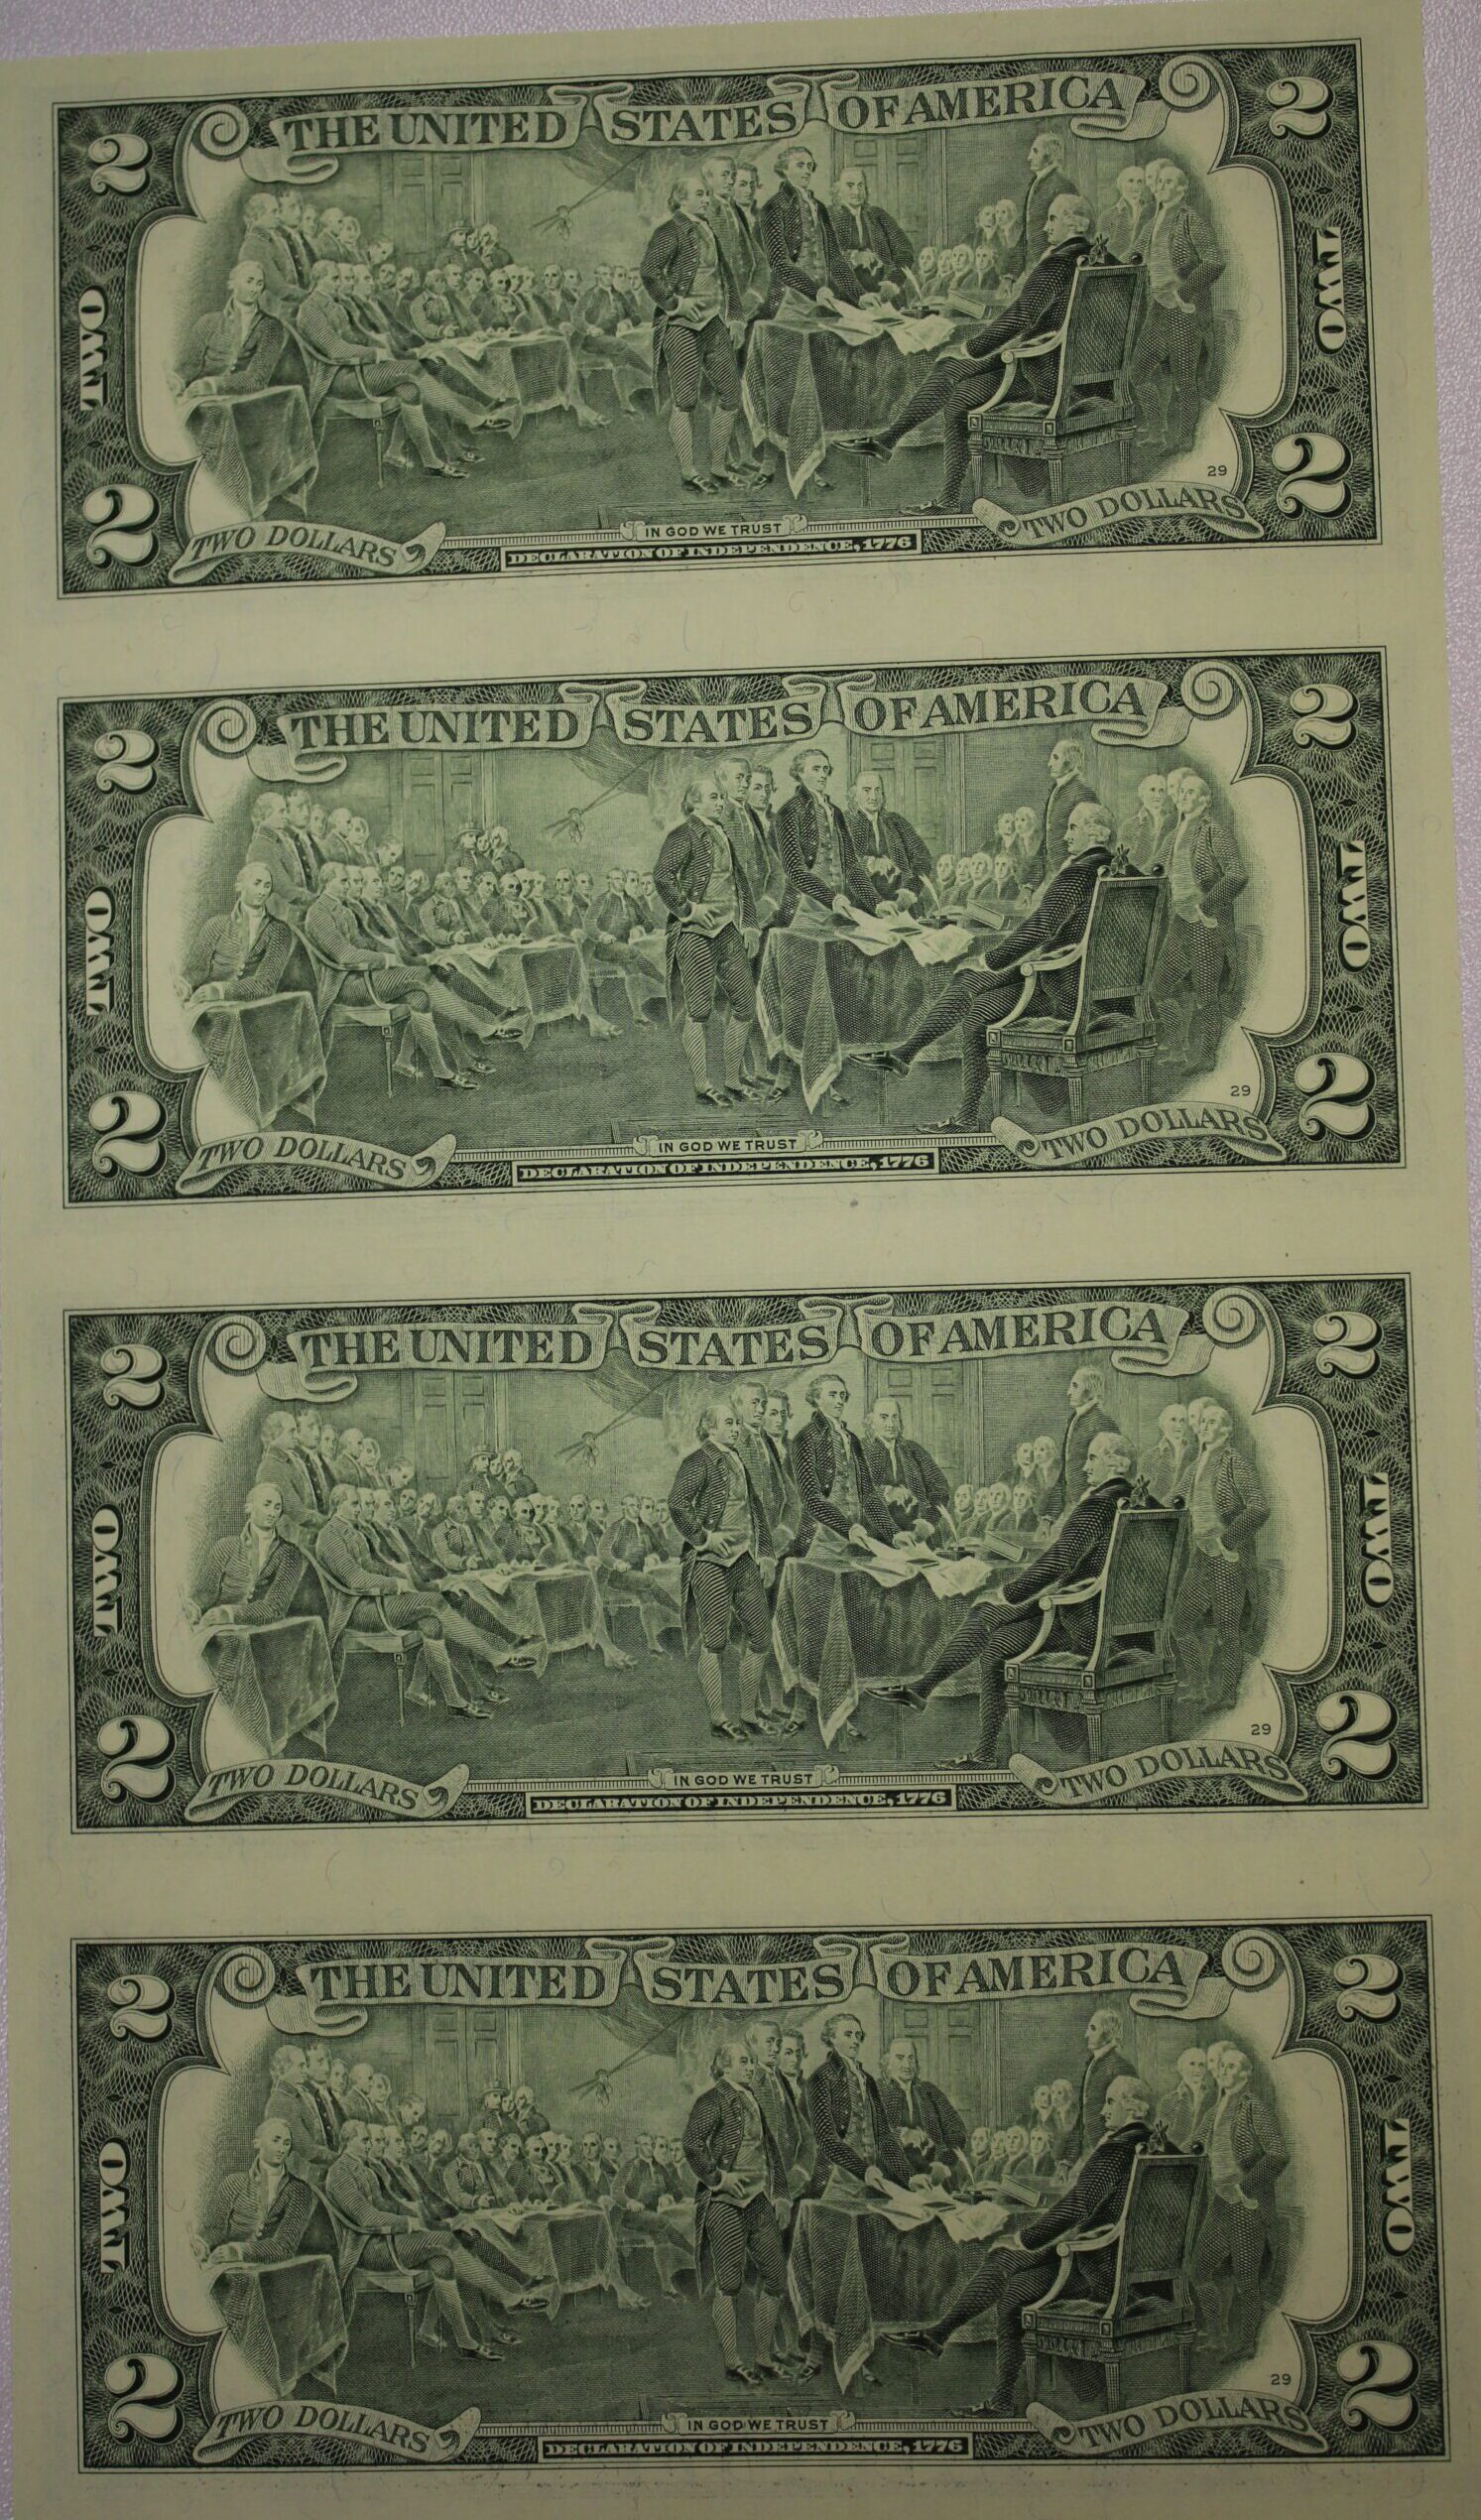 THE UNITED STATES OF AMERICA
2 2
TWO TWO
29
2 2
TWO DOLLARS IN GOD WE TRUST TWO DOLLARS
DECLARATION OF INDEPENDENCE, 1776
THE UNITED STATES OF AMERICA
2 2
TWO TWO
29
2 2
TWO DOLLARS IN GOD WE TRUST TWO DOLLARS
DECLARATION OF INDEPENDENCE, 1776
THE UNITED STATES OF AMERICA
2 2
TWO TWO
29
2 2
TWO DOLLARS IN GOD WE TRUST TWO DOLLARS
DECLARATION OF INDEPENDENCE, 1776
THE UNITED STATES OF AMERICA
2 2
TWO TWO
29
2 2
TWO DOLLARS IN GOD WE TRUST TWO DOLLARS
DECLARATION OF INDEPENDENCE, 1776